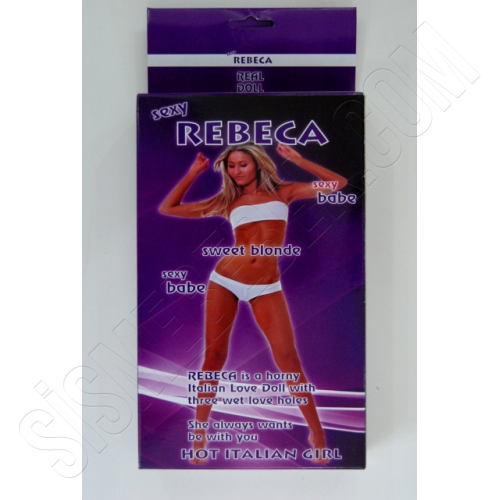 REBECA
REAL
DOLL
sexy
REBECA
sexy
babe
sweet blonde
sexy
babe
REBECA is a horny
Italian Love Doll with
three wet love holes
She always wants
be with you
HOT ITALIAN GIRL